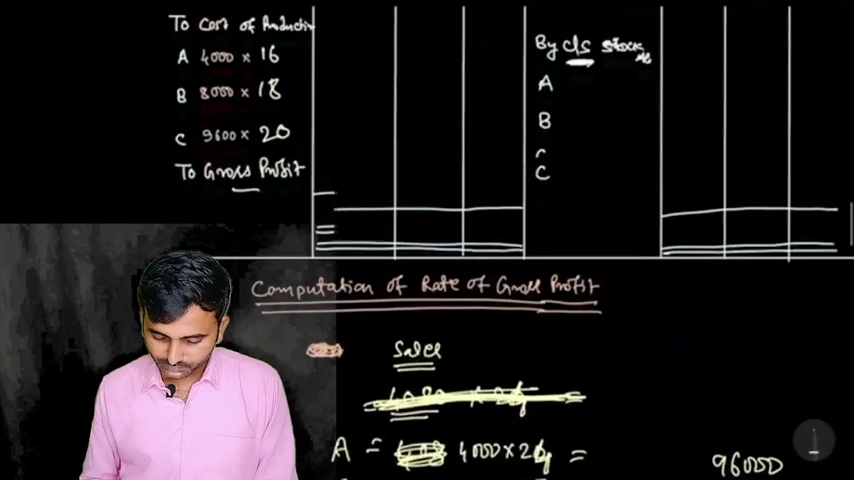 To Cost of Production
A 4000 × 16
B 8000 × 18
C 9600 × 20
To Gross Profit
By c/s stock
A
B
C
Computation of Rate of Gross Profit
Sales
A = 4000 × 24 =
96000